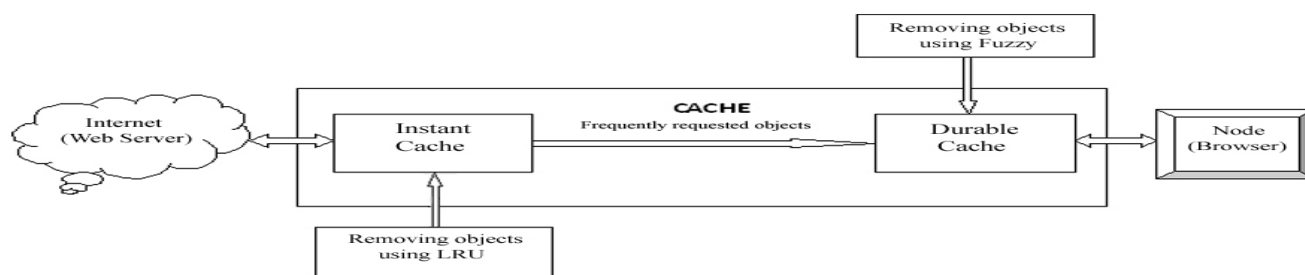 Removing objects
using Fuzzy
CACHE
Internet
(Web Server)
Instant
Cache
Frequently requested objects
Durable
Cache
Node
(Browser)
Removing objects
using LRU